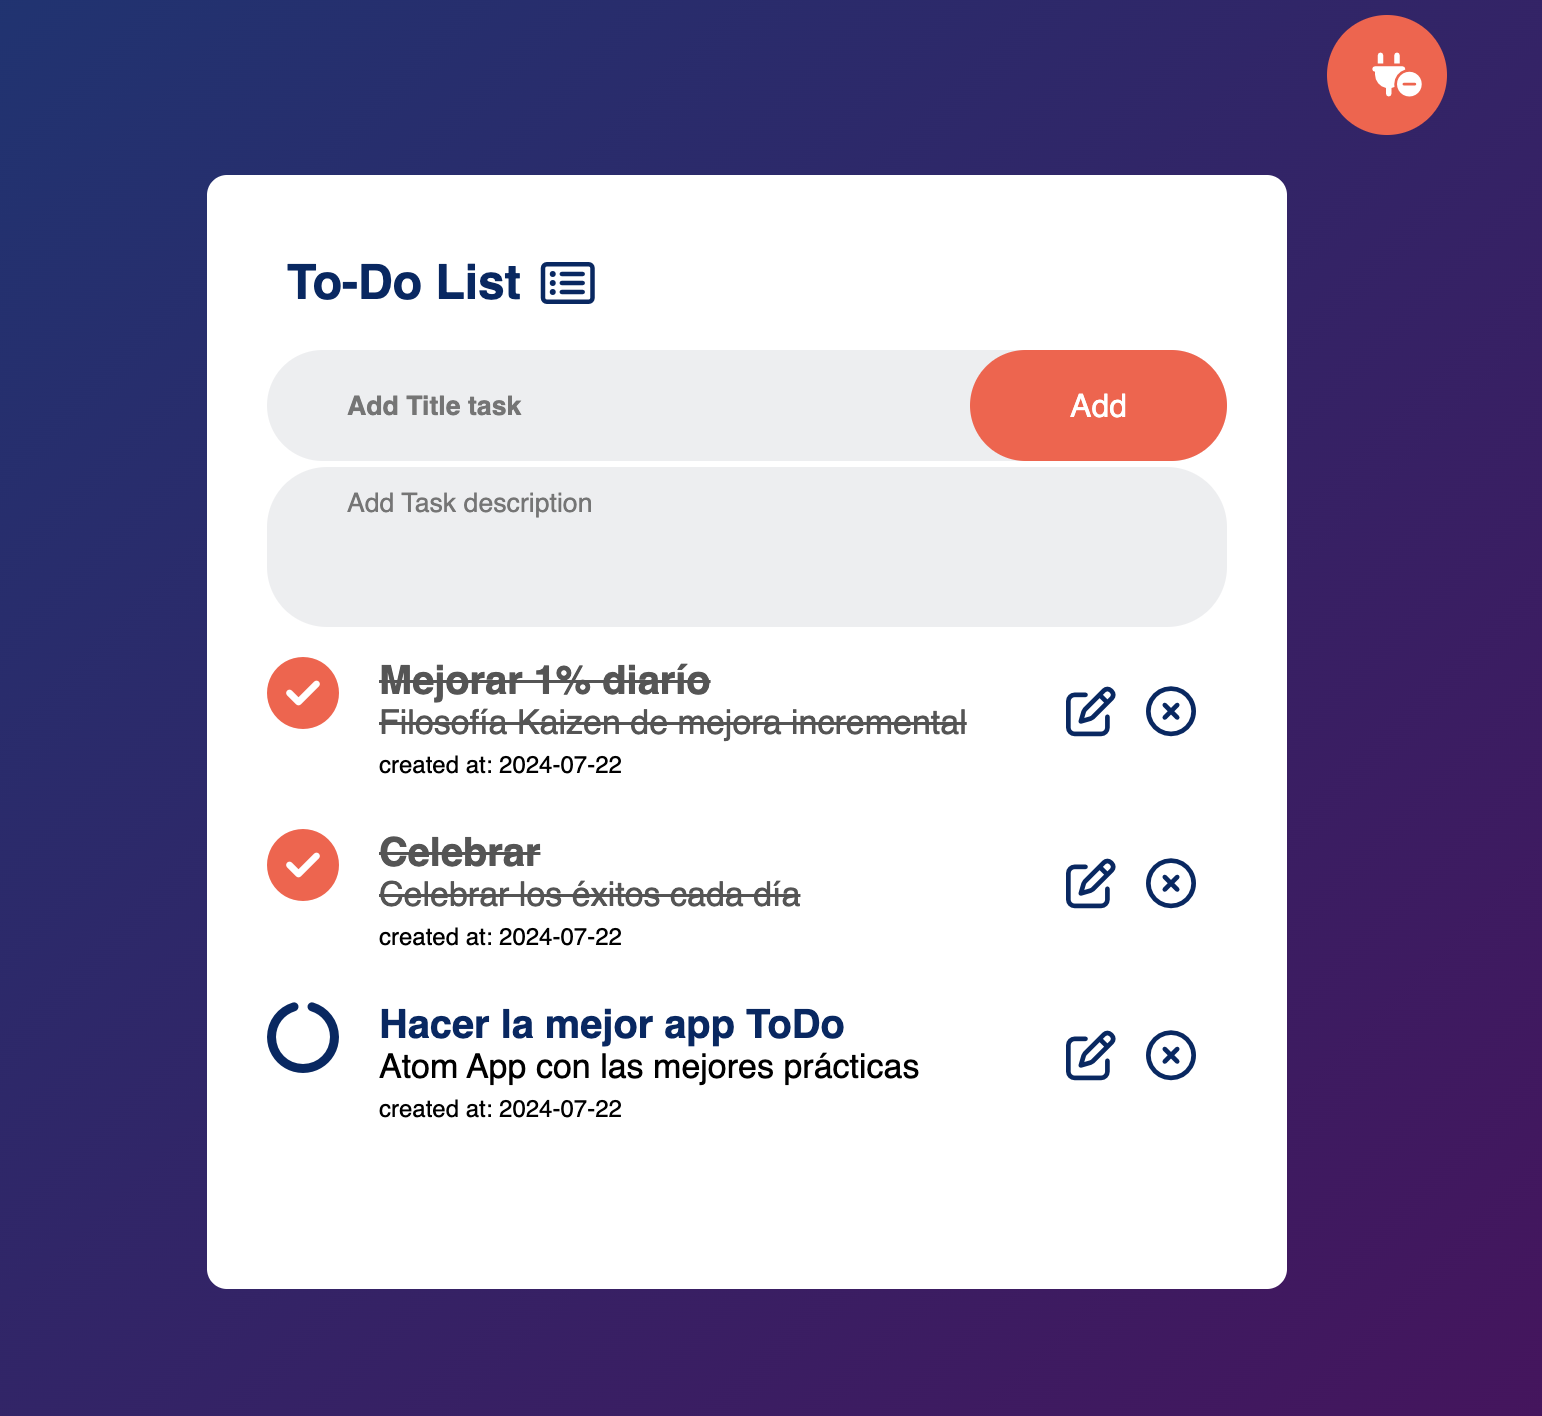 To-Do List
Add Title task
Add
Add Task description
Mejorar 1% diarío
Filosofía Kaizen de mejora incremental
created at: 2024-07-22
Celebrar
Celebrar los éxitos cada día
created at: 2024-07-22
Hacer la mejor app ToDo
Atom App con las mejores prácticas
created at: 2024-07-22